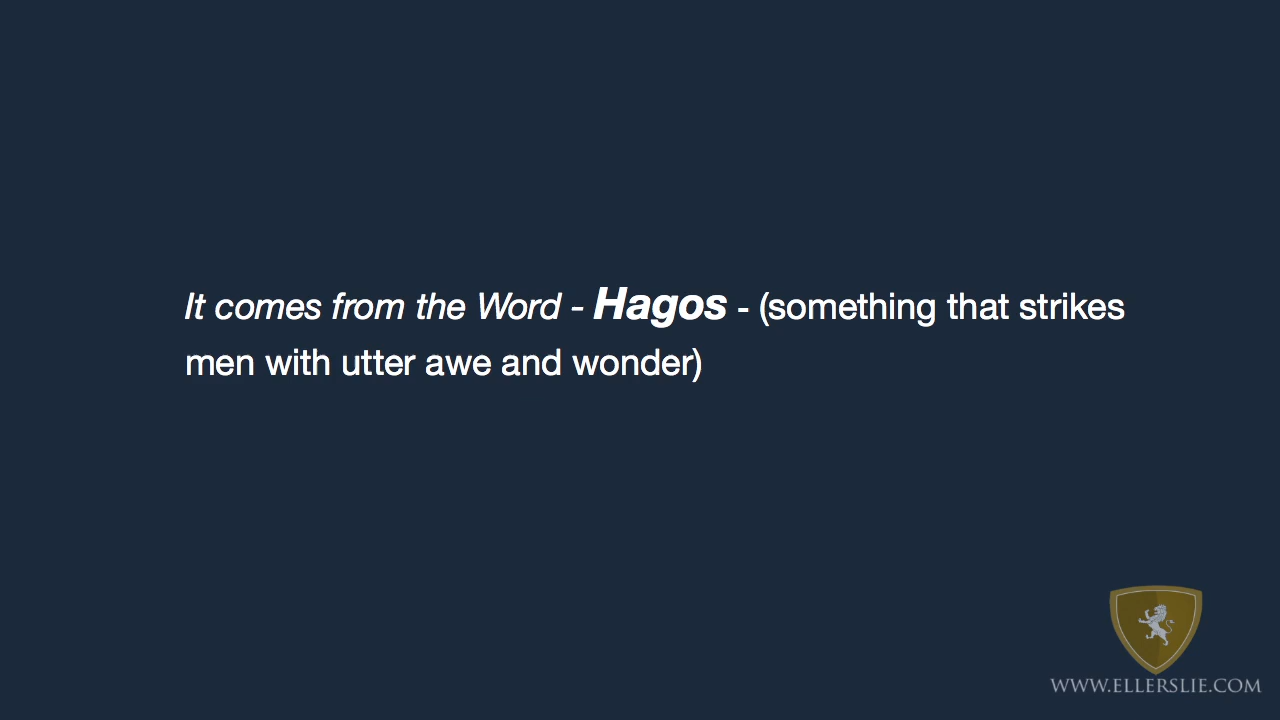 It comes from the Word - Hagos - (something that strikes
men with utter awe and wonder)
WWW.ELLERSLIE.COM